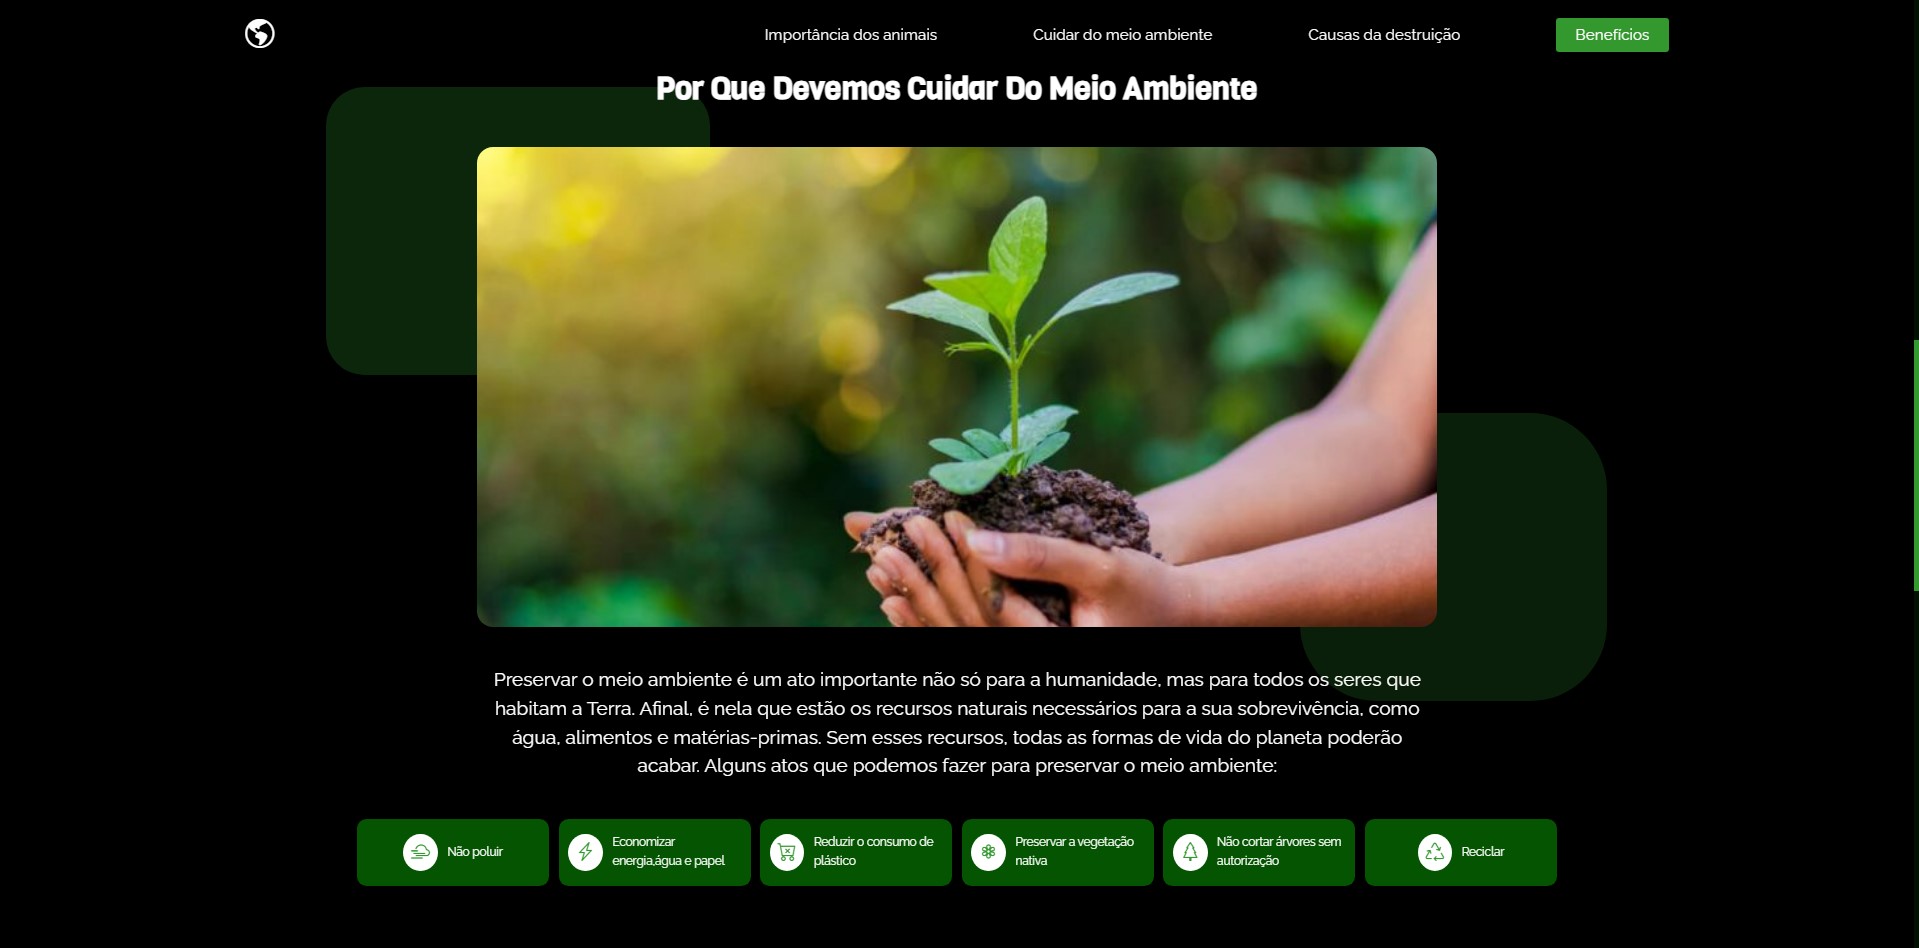 Importância dos animais
Cuidar do meio ambiente
Causas da destruição
Benefícios
Por Que Devemos Cuidar Do Meio Ambiente
Preservar o meio ambiente é um ato importante não só para a humanidade, mas para todos os seres que
habitam a Terra. Afinal, é nela que estão os recursos naturais necessários para a sua sobrevivência, como
água, alimentos e matérias-primas. Sem esses recursos, todas as formas de vida do planeta poderão
acabar. Alguns atos que podemos fazer para preservar o meio ambiente:
Não poluir
Economizar
energia,água e papel
Reduzir o consumo de
plástico
Preservar a vegetação
nativa
Não cortar árvores sem
autorização
Reciclar